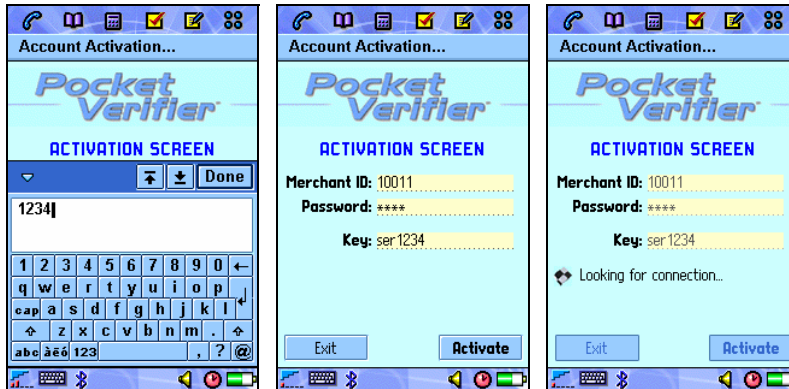 Account Activation...
Pocket
Verifier
ACTIVATION SCREEN
Done
1234
1 2 3 4 5 6 7 8 9 0 ←
q w e r t y u i o p
cap a s d f g h j k l
z x c v b n m .
abc àëó 123 , ? @
Account Activation...
Pocket
Verifier
ACTIVATION SCREEN
Merchant ID: 10011
Password: ****
Key: ser1234
Exit Activate
Account Activation...
Pocket
Verifier
ACTIVATION SCREEN
Merchant ID: 10011
Password: ****
Key: ser1234
Looking for connection...
Exit Activate